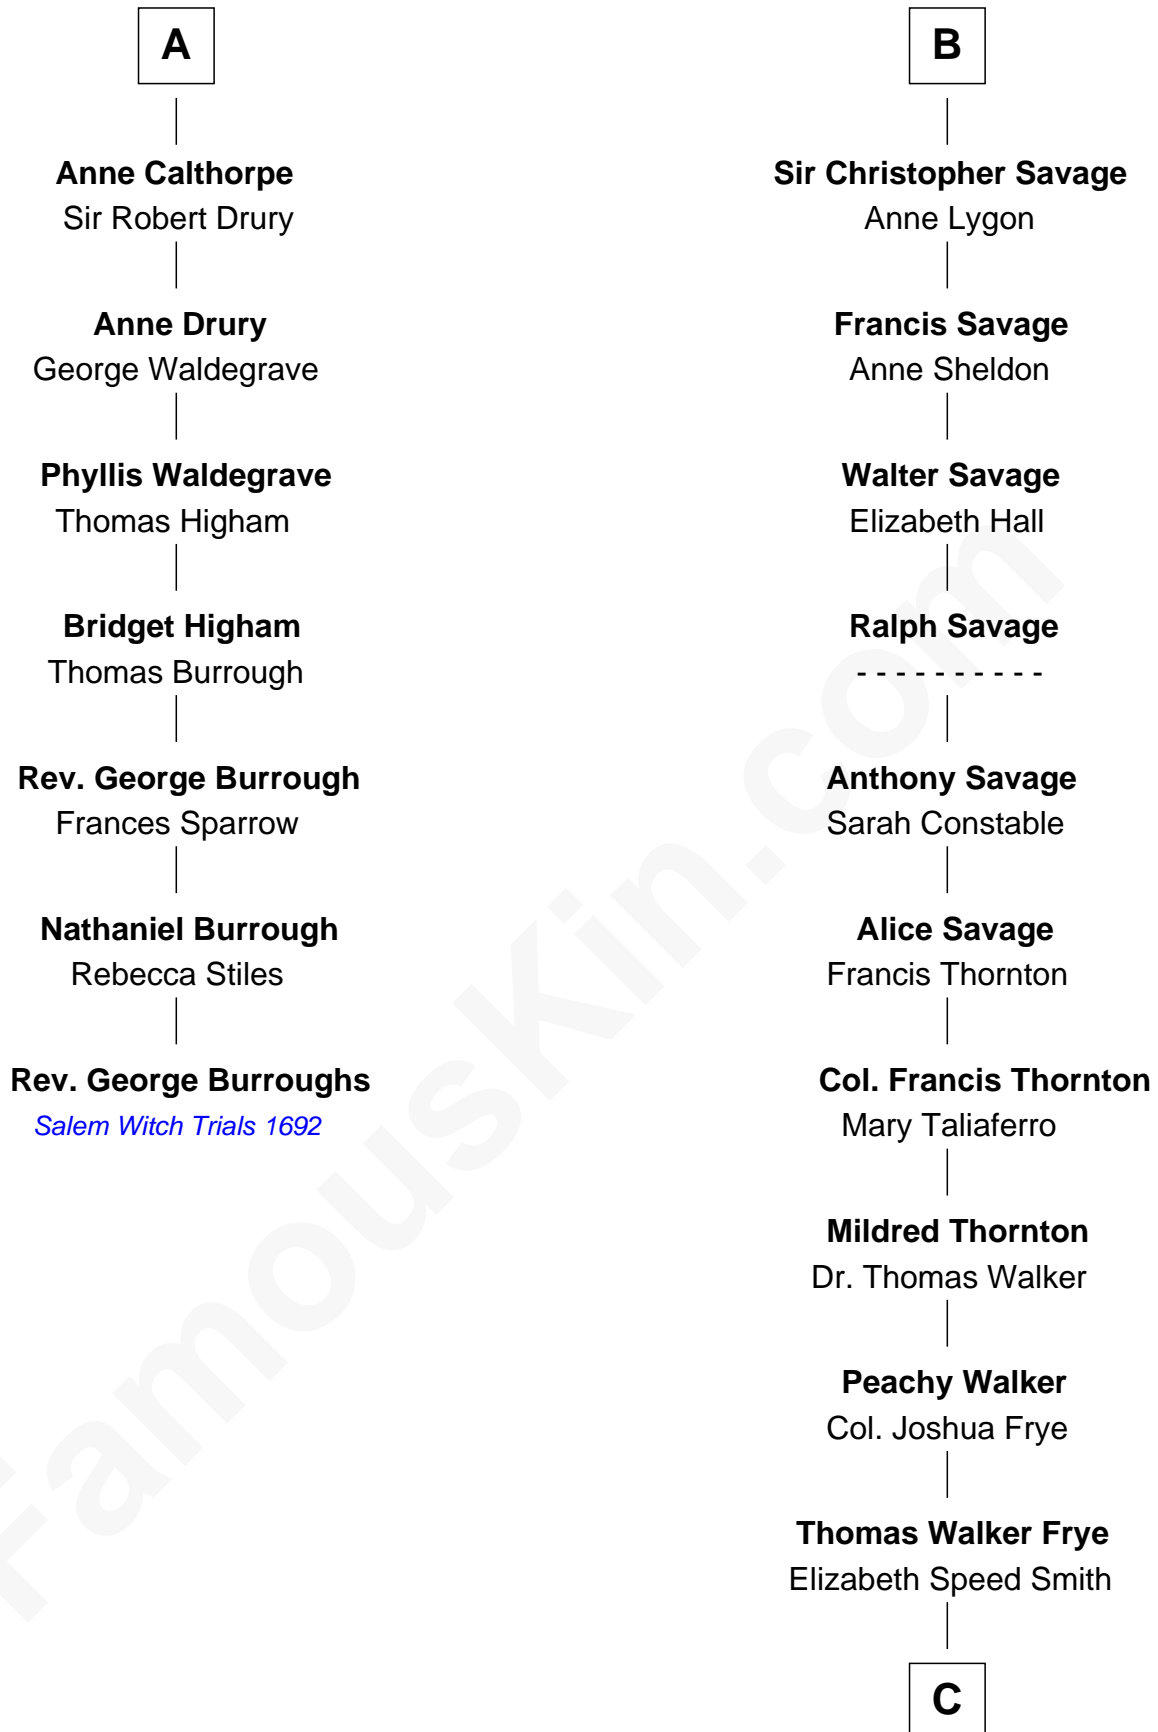 A
Anne Calthorpe
Sir Robert Drury
Anne Drury
George Waldegrave
Phyllis Waldegrave
Thomas Higham
Bridget Higham
Thomas Burrough
Rev. George Burrough
Frances Sparrow
Nathaniel Burrough
Rebecca Stiles
Rev. George Burroughs
Salem Witch Trials 1692
B
Sir Christopher Savage
Anne Lygon
Francis Savage
Anne Sheldon
Walter Savage
Elizabeth Hall
Ralph Savage
- - - - - - - - - -
Anthony Savage
Sarah Constable
Alice Savage
Francis Thornton
Col. Francis Thornton
Mary Taliaferro
Mildred Thornton
Dr. Thomas Walker
Peachy Walker
Col. Joshua Frye
Thomas Walker Frye
Elizabeth Speed Smith
C
FamousKin.com